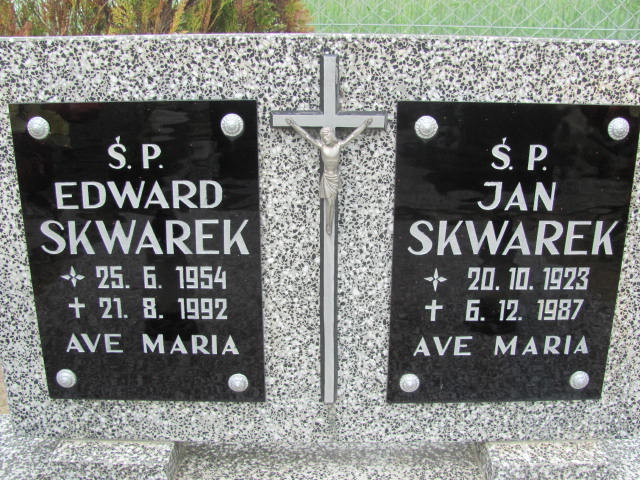 Ś. P.
EDWARD
SKWAREK
25. 6. 1954
✝ 21. 8. 1992
AVE MARIA
Ś. P.
JAN
SKWAREK
20. 10. 1923
✝ 6. 12. 1987
AVE MARIA